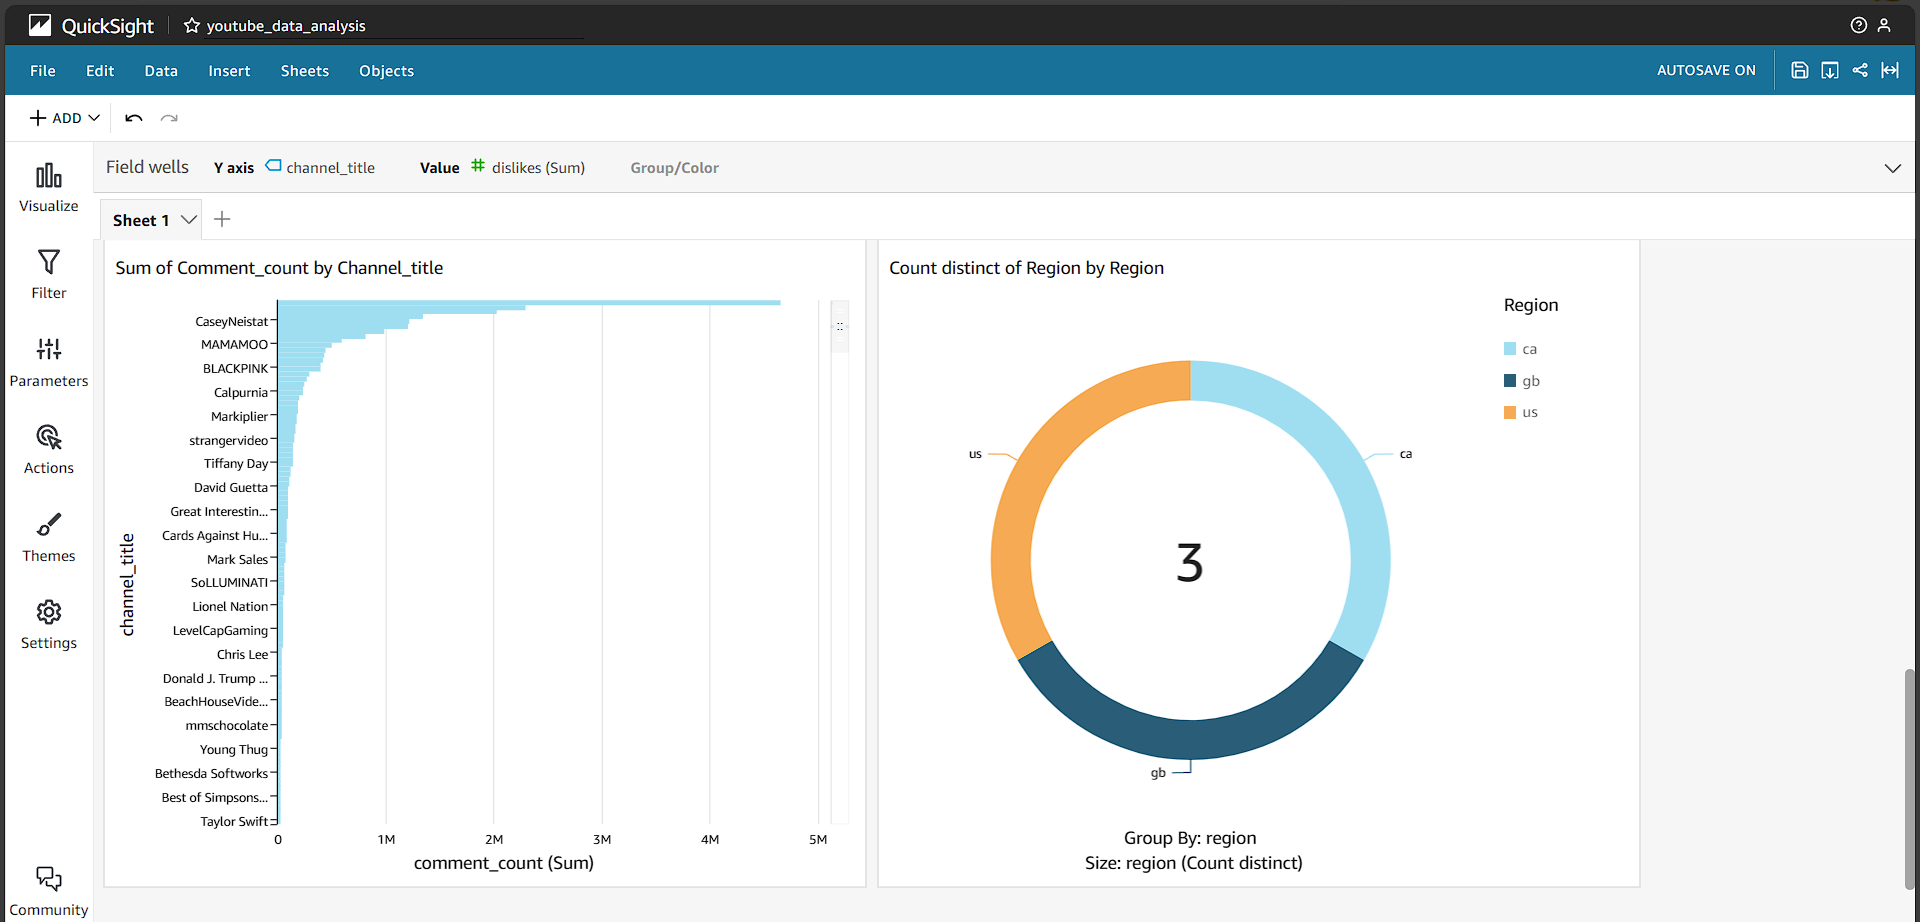 QuickSight youtube_data_analysis
File Edit Data Insert Sheets Objects AUTOSAVE ON
ADD
Field wells Y axis channel_title Value dislikes (Sum) Group/Color
Visualize
Filter
Parameters
Actions
Themes
Settings
Community
Sheet 1
Sum of Comment_count by Channel_title
channel_title
CaseyNeistat
MAMAMOO
BLACKPINK
Calpurnia
Markiplier
strangervideo
Tiffany Day
David Guetta
Great Interestin...
Cards Against Hu...
Mark Sales
SoLLUMINATI
Lionel Nation
LevelCapGaming
Chris Lee
Donald J. Trump ...
BeachHouseVide...
mmschocolate
Young Thug
Bethesda Softworks
Best of Simpsons...
Taylor Swift
0 1M 2M 3M 4M 5M
comment_count (Sum)
Count distinct of Region by Region
Region
ca
gb
us
us
ca
3
gb
Group By: region
Size: region (Count distinct)